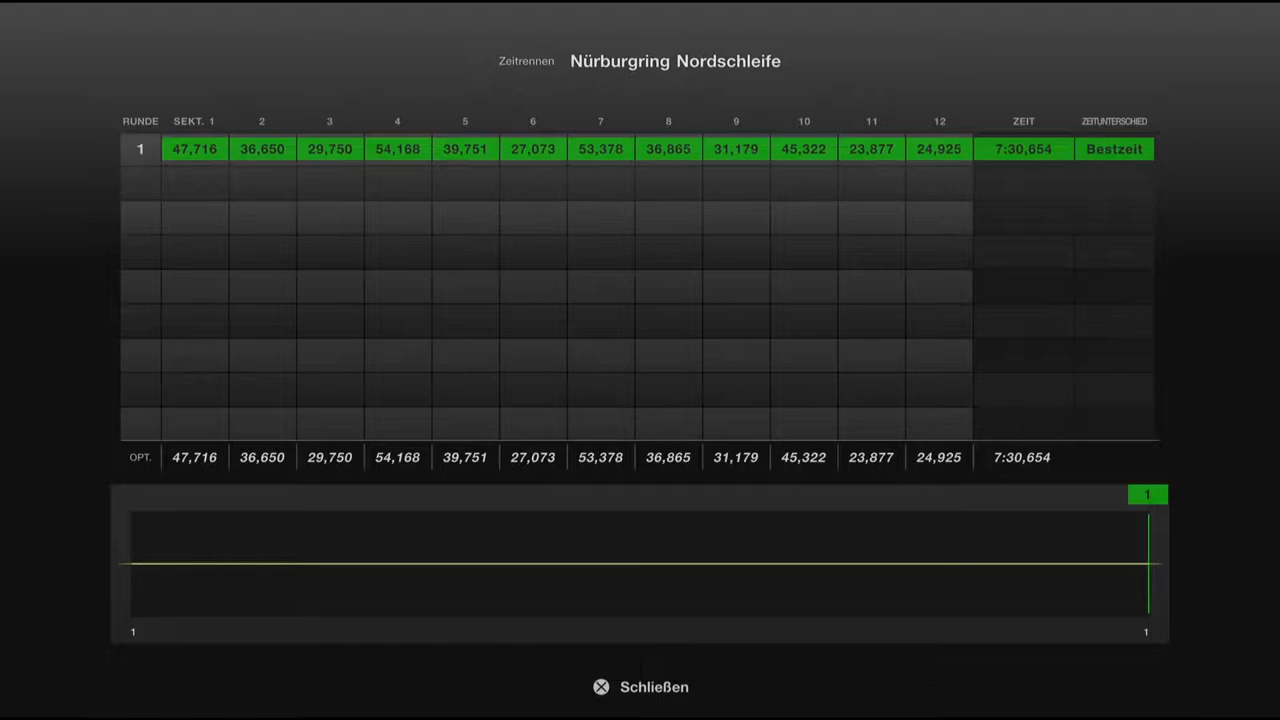 Zeitrennen Nürburgring Nordschleife
RUNDE SEKT. 1 2 3 4 5 6 7 8 9 10 11 12 ZEIT ZEITUNTERSCHIED
1 47,716 36,650 29,750 54,168 39,751 27,073 53,378 36,865 31,179 45,322 23,877 24,925 7:30,654 Bestzeit
OPT. 47,716 36,650 29,750 54,168 39,751 27,073 53,378 36,865 31,179 45,322 23,877 24,925 7:30,654
1
1 1
Schließen